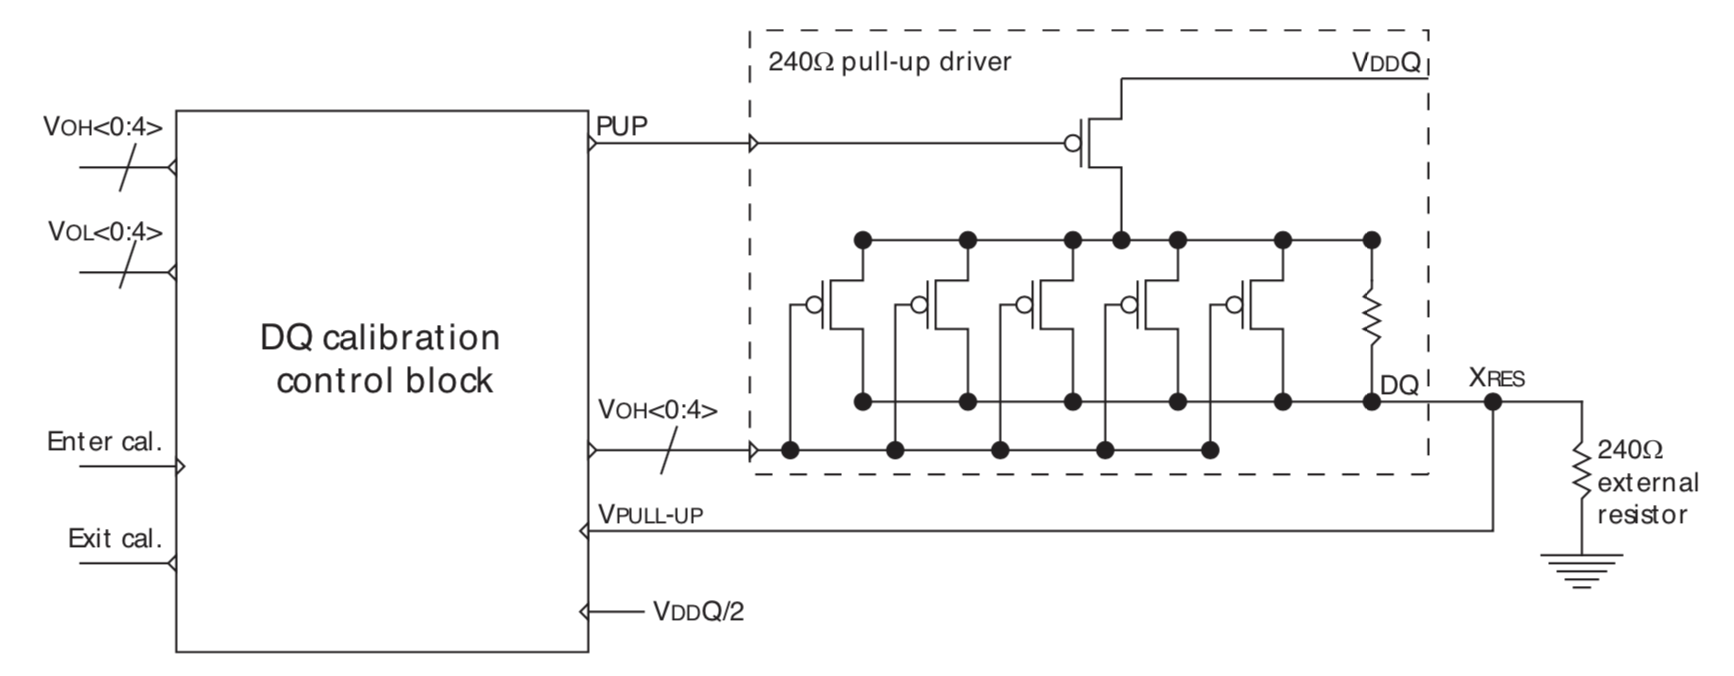 240Ω pull-up driver
VDDQ
VOH<0:4>
PUP
VOL<0:4>
DQ calibration
control block
DQ
XRES
VOH<0:4>
Enter cal.
240Ω
external
resistor
VPULL-UP
Exit cal.
VDDQ/2